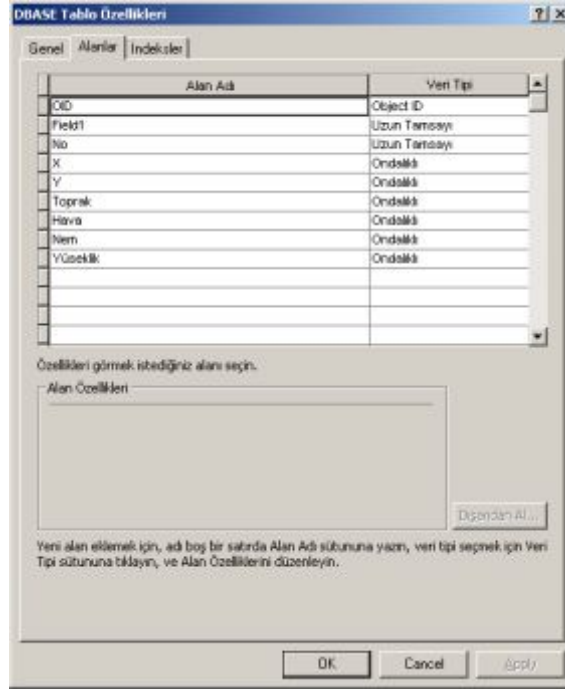 DBASE Tablo Özellikleri
Genel Alanlar Indeksler
Alan Adı Veri Tipi
OID Object ID
Field1 Uzun Tamsayı
No Uzun Tamsayı
X Ondalıklı
Y Ondalıklı
Toprak Ondalıklı
Hava Ondalıklı
Nem Ondalıklı
Yükseklik Ondalıklı
Özellikleri görmek istediğiniz alanı seçin.
Alan Özellikleri
Dışarıdan Al...
Yeni alan eklemek için, adı boş bir satırda Alan Adı sütununa yazın, veri tipi seçmek için Veri
Tipi sütununa tıklayın, ve Alan Özelliklerini düzenleyin.
OK Cancel Apply